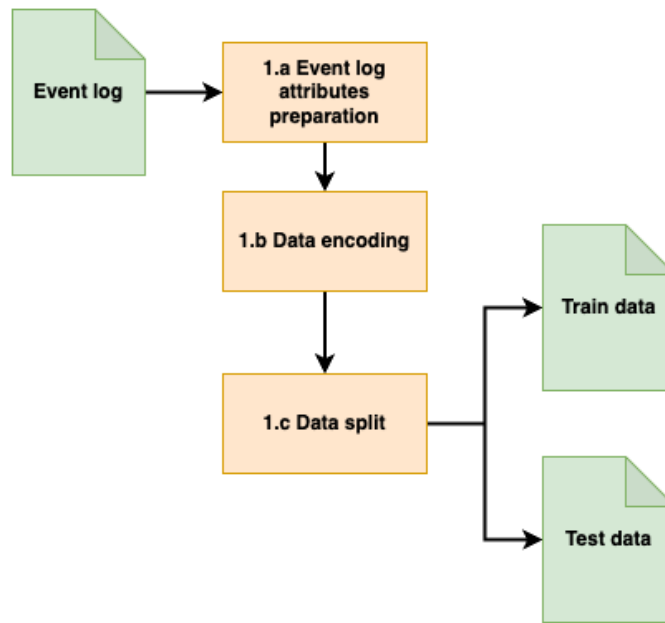 Event log
1.a Event log
attributes
preparation
1.b Data encoding
Train data
1.c Data split
Test data